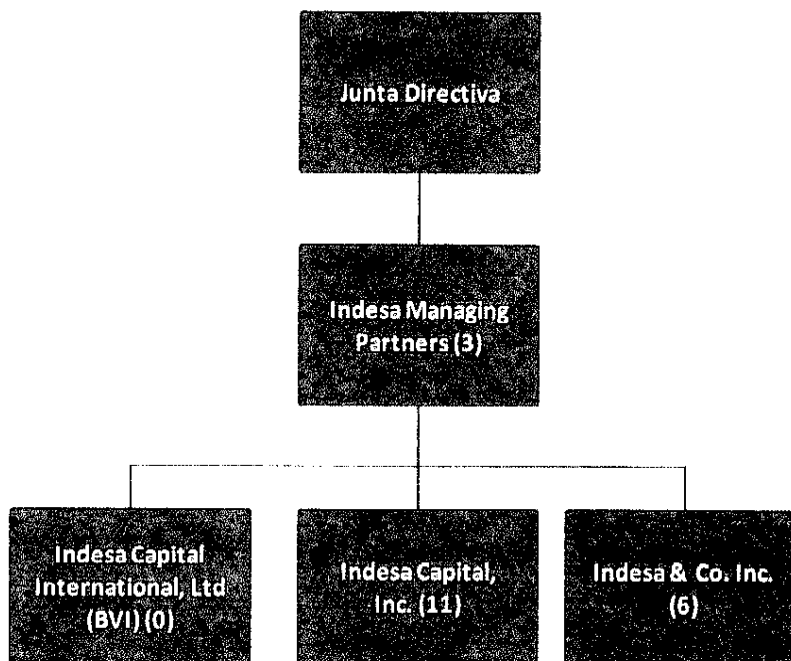 Junta Directiva
Indesa Managing
Partners (3)
Indesa Capital
International, Ltd
(BVI) (0)
Indesa Capital,
Inc. (11)
Indesa & Co. Inc.
(6)